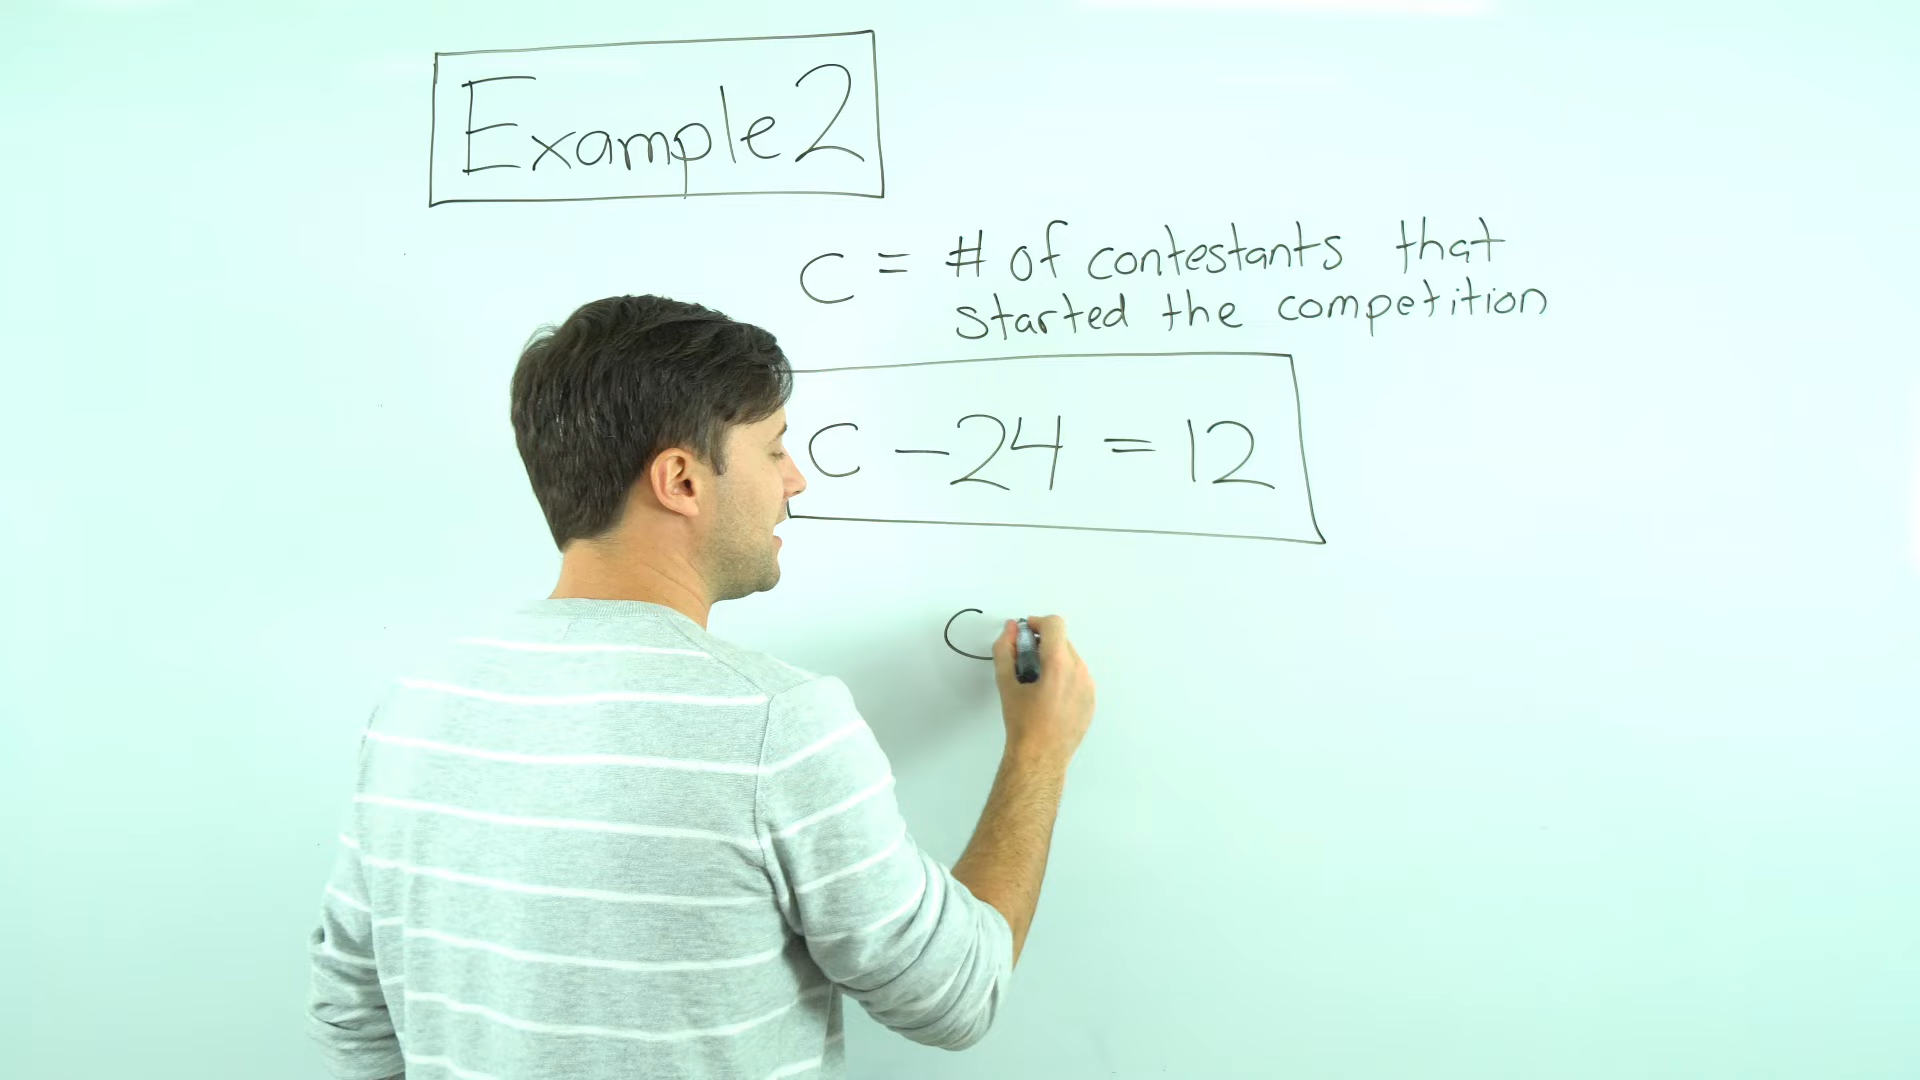 Example 2
C = # of contestants that
started the competition
C - 24 = 12
C